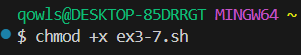 qowls@DESKTOP-85DRRGT MINGW64 ~
$ chmod +x ex3-7.sh